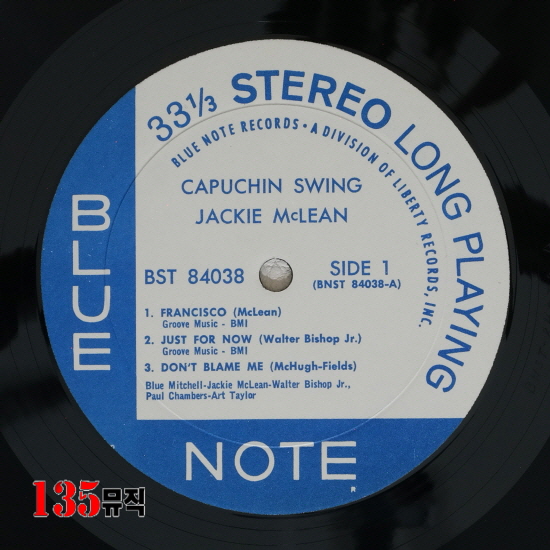 33⅓ STEREO LONG PLAYING
BLUE NOTE RECORDS • A DIVISION OF LIBERTY RECORDS, INC.
CAPUCHIN SWING
JACKIE McLEAN
BST 84038
SIDE 1
(BNST 84038-A)
1. FRANCISCO (McLean)
Groove Music - BMI
2. JUST FOR NOW (Walter Bishop Jr.)
Groove Music - BMI
3. DON'T BLAME ME (McHugh-Fields)
Blue Mitchell-Jackie McLean-Walter Bishop Jr.,
Paul Chambers-Art Taylor
BLUE
NOTE
R
135뮤직